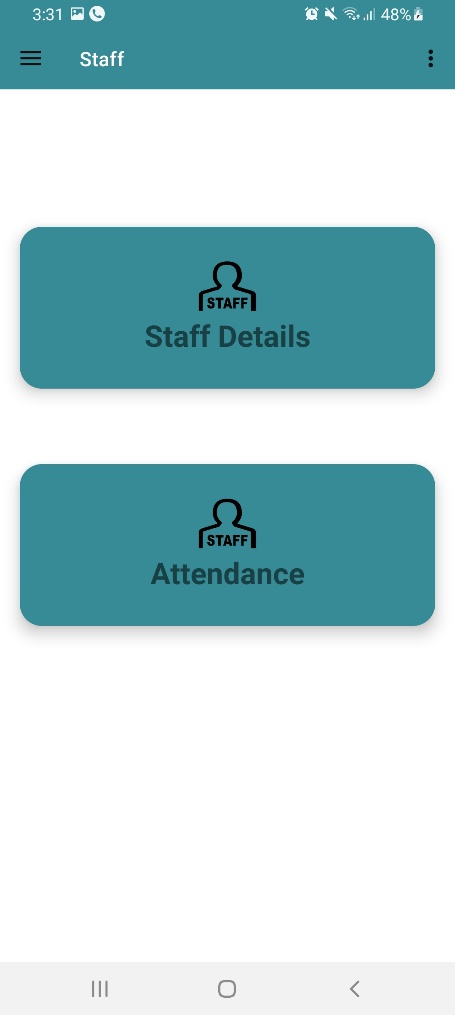 3:31 48%
Staff
STAFF
Staff Details
STAFF
Attendance